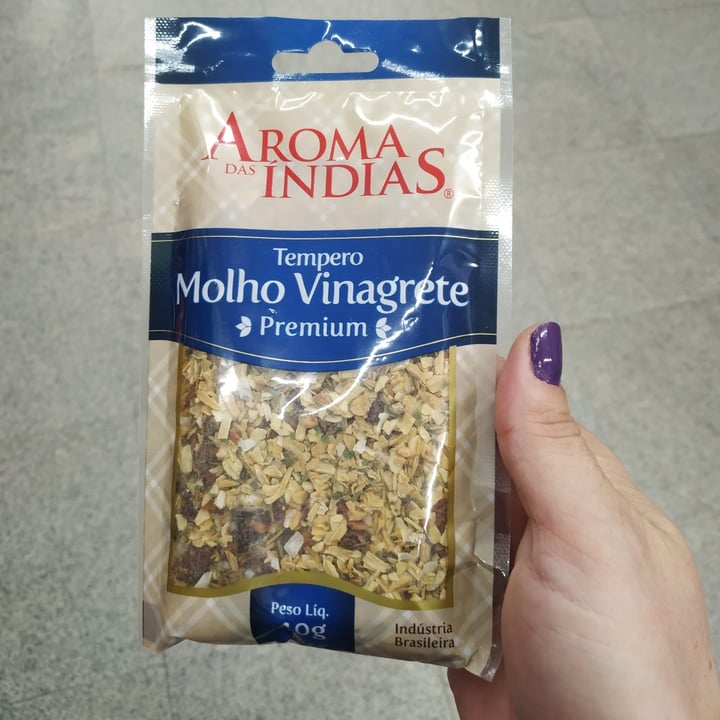 AROMA
DAS ÍNDIAS®
Tempero
Molho Vinagrete
Premium
Peso Líq.
Indústria
Brasileira